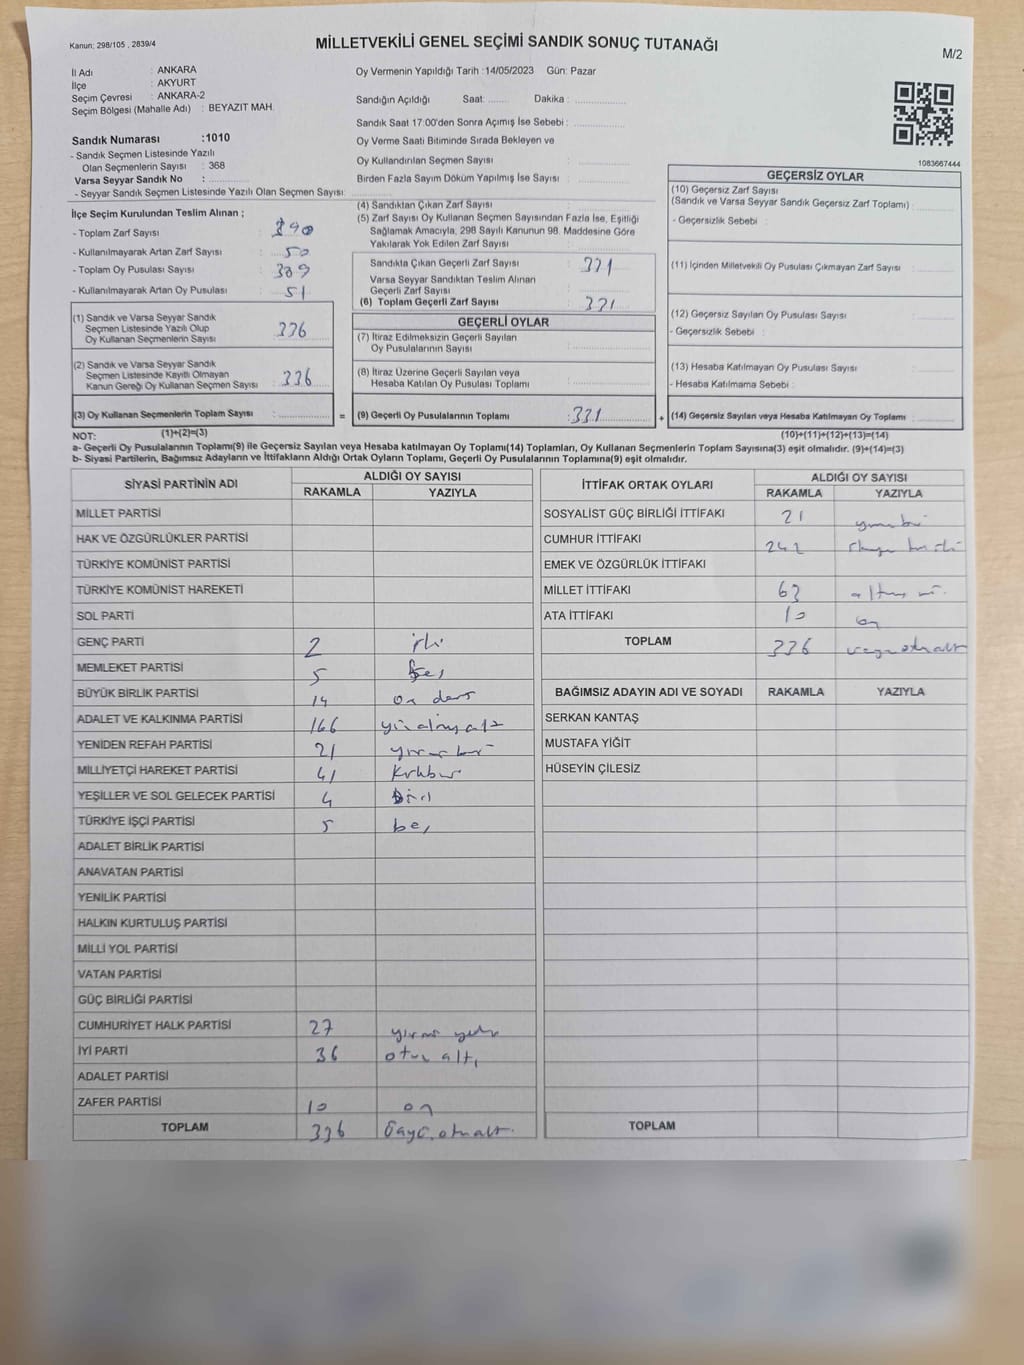 Kanun; 298/105 , 2839/4
MİLLETVEKİLİ GENEL SEÇİMİ SANDIK SONUÇ TUTANAĞI
M/2
İl Adı : ANKARA
İlçe : AKYURT
Seçim Çevresi : ANKARA-2
Seçim Bölgesi (Mahalle Adı) : BEYAZIT MAH.
Oy Vermenin Yapıldığı Tarih :14/05/2023 Gün: Pazar
Sandığın Açıldığı Saat: ....... Dakika : ................
Sandık Saat 17:00'den Sonra Açımış İse Sebebi : ................
Sandık Numarası :1010
- Sandık Seçmen Listesinde Yazılı
Olan Seçmenlerin Sayısı : 368
Varsa Seyyar Sandık No : ................
- Seyyar Sandık Seçmen Listesinde Yazılı Olan Seçmen Sayısı: ................
Oy Verme Saati Bitiminde Sırada Bekleyen ve
Oy Kullandırılan Seçmen Sayısı : ................
Birden Fazla Sayım Döküm Yapılmış İse Sayısı : ................
1083667444
İlçe Seçim Kurulundan Teslim Alınan ;
- Toplam Zarf Sayısı : 390
- Kullanılmayarak Artan Zarf Sayısı : 50
- Toplam Oy Pusulası Sayısı : 389
- Kullanılmayarak Artan Oy Pusulası : 51
(1) Sandık ve Varsa Seyyar Sandık
Seçmen Listesinde Yazılı Olup
Oy Kullanan Seçmenlerin Sayısı : 336
(2) Sandık ve Varsa Seyyar Sandık
Seçmen Listesinde Kayıtlı Olmayan
Kanun Gereği Oy Kullanan Seçmen Sayısı : 336
(3) Oy Kullanan Seçmenlerin Toplam Sayısı : ................ =
(1)+(2)=(3)
(4) Sandıktan Çıkan Zarf Sayısı : ................
(5) Zarf Sayısı Oy Kullanan Seçmen Sayısından Fazla İse, Eşitliği
Sağlamak Amacıyla, 298 Sayılı Kanunun 98. Maddesine Göre
Yakılarak Yok Edilen Zarf Sayısı : ................
Sandıkta Çıkan Geçerli Zarf Sayısı : 331
Varsa Seyyar Sandıktan Teslim Alınan
Geçerli Zarf Sayısı : ................
(6) Toplam Geçerli Zarf Sayısı : 331
GEÇERLİ OYLAR
(7) İtiraz Edilmeksizin Geçerli Sayılan
Oy Pusulalarının Sayısı : ................
(8) İtiraz Üzerine Geçerli Sayılan veya
Hesaba Katılan Oy Pusulası Toplamı : ................
(9) Geçerli Oy Pusulalarının Toplamı : 331 +
GEÇERSİZ OYLAR
(10) Geçersiz Zarf Sayısı
(Sandık ve Varsa Seyyar Sandık Geçersiz Zarf Toplamı) : ................
- Geçersizlik Sebebi :
(11) İçinden Milletvekili Oy Pusulası Çıkmayan Zarf Sayısı : ................
(12) Geçersiz Sayılan Oy Pusulası Sayısı : ................
- Geçersizlik Sebebi :
(13) Hesaba Katılmayan Oy Pusulası Sayısı : ................
- Hesaba Katılmama Sebebi :
(14) Geçersiz Sayılan veya Hesaba Katılmayan Oy Toplamı : ................
(10)+(11)+(12)+(13)=(14)
NOT:
a- Geçerli Oy Pusulalarının Toplamı(9) ile Geçersiz Sayılan veya Hesaba katılmayan Oy Toplamı(14) Toplamları, Oy Kullanan Seçmenlerin Toplam Sayısına(3) eşit olmalıdır. (9)+(14)=(3)
b- Siyasi Partilerin, Bağımsız Adayların ve İttifakların Aldığı Ortak Oyların Toplamı, Geçerli Oy Pusulalarının Toplamına(9) eşit olmalıdır.
SİYASİ PARTİNİN ADI ALDIĞI OY SAYISI
RAKAMLA YAZIYLA
MİLLET PARTİSİ
HAK VE ÖZGÜRLÜKLER PARTİSİ
TÜRKİYE KOMÜNİST PARTİSİ
TÜRKİYE KOMÜNİST HAREKETİ
SOL PARTİ
GENÇ PARTİ 2 iki
MEMLEKET PARTİSİ 5 Beş
BÜYÜK BİRLİK PARTİSİ 14 on dört
ADALET VE KALKINMA PARTİSİ 166 yüz altmış altı
YENİDEN REFAH PARTİSİ 21 yirmi bir
MİLLİYETÇİ HAREKET PARTİSİ 41 Kırkbir
YEŞİLLER VE SOL GELECEK PARTİSİ 4
TÜRKİYE İŞÇİ PARTİSİ 5 beş
ADALET BİRLİK PARTİSİ
ANAVATAN PARTİSİ
YENİLİK PARTİSİ
HALKIN KURTULUŞ PARTİSİ
MİLLİ YOL PARTİSİ
VATAN PARTİSİ
GÜÇ BİRLİĞİ PARTİSİ
CUMHURİYET HALK PARTİSİ 27 yirmi yedi
İYİ PARTİ 36 otuz altı
ADALET PARTİSİ
ZAFER PARTİSİ 10 on
TOPLAM 336
İTTİFAK ORTAK OYLARI ALDIĞI OY SAYISI
RAKAMLA YAZIYLA
SOSYALİST GÜÇ BİRLİĞİ İTTİFAKI 21 yirmi bir
CUMHUR İTTİFAKI 242
EMEK VE ÖZGÜRLÜK İTTİFAKI
MİLLET İTTİFAKI 63
ATA İTTİFAKI 10 on
TOPLAM 336
BAĞIMSIZ ADAYIN ADI VE SOYADI RAKAMLA YAZIYLA
SERKAN KANTAŞ
MUSTAFA YİĞİT
HÜSEYİN ÇİLESİZ
TOPLAM